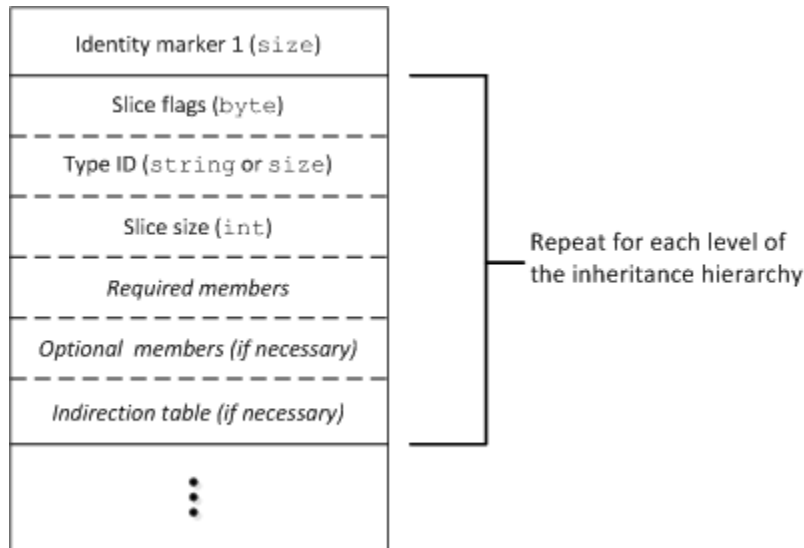 Identity marker 1 (size)
Slice flags (byte)
Type ID (string or size)
Slice size (int)
Required members
Optional members (if necessary)
Indirection table (if necessary)
Repeat for each level of
the inheritance hierarchy